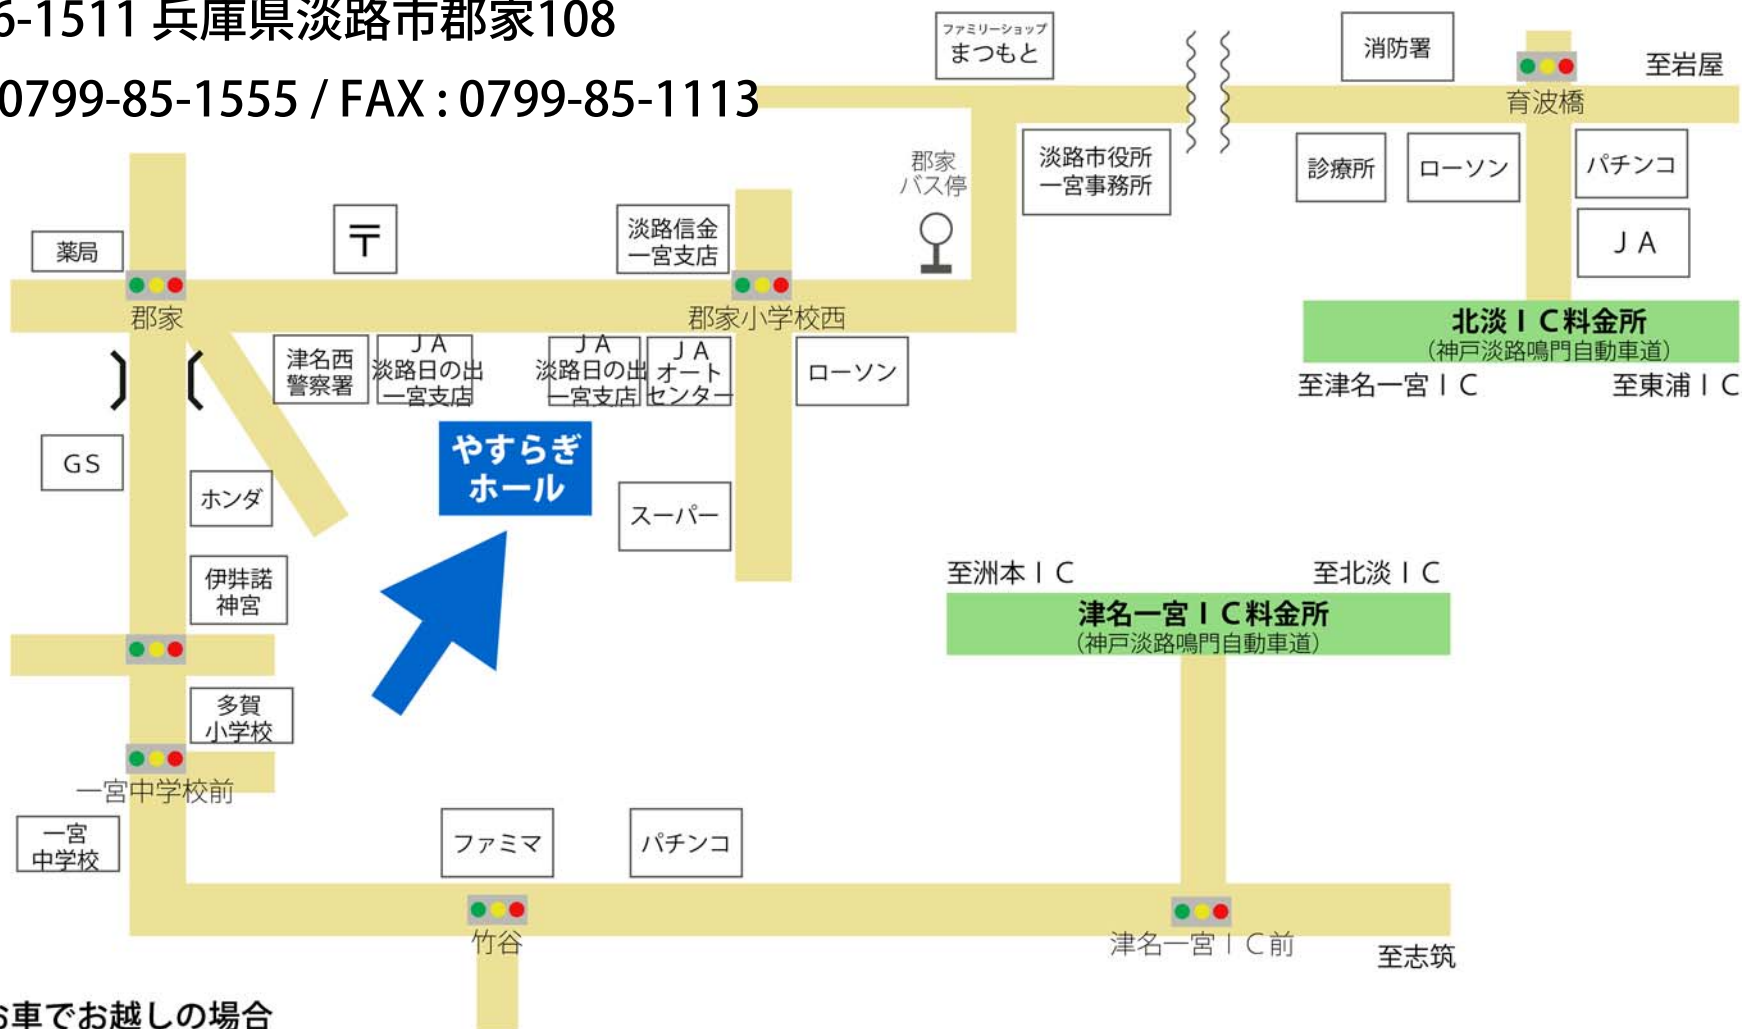 6-1511 兵庫県淡路市郡家108
0799-85-1555 / FAX : 0799-85-1113
ファミリーショップ
まつもと
消防署
至岩屋
育波橋
郡家
バス停
淡路市役所
一宮事務所
診療所
ローソン
パチンコ
ＪＡ
薬局
〒
淡路信金
一宮支店
郡家
郡家小学校西
北淡ＩＣ料金所
（神戸淡路鳴門自動車道）
至津名一宮ＩＣ
至東浦ＩＣ
津名西
警察署
ＪＡ
淡路日の出
一宮支店
ＪＡ
淡路日の出
一宮支店
ＪＡ
オート
センター
ローソン
やすらぎ
ホール
GS
ホンダ
スーパー
伊弉諾
神宮
至洲本ＩＣ
至北淡ＩＣ
津名一宮ＩＣ料金所
（神戸淡路鳴門自動車道）
多賀
小学校
一宮中学校前
一宮
中学校
ファミマ
パチンコ
竹谷
津名一宮ＩＣ前
至志筑
お車でお越しの場合